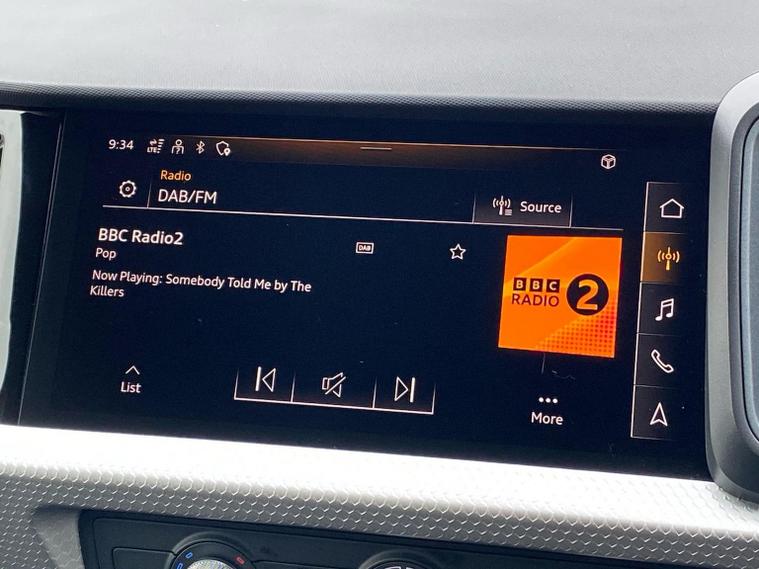 9:34 LTE
Radio
DAB/FM
Source
BBC Radio2
DAB
Pop
Now Playing: Somebody Told Me by The
Killers
BBC
RADIO 2
List
More